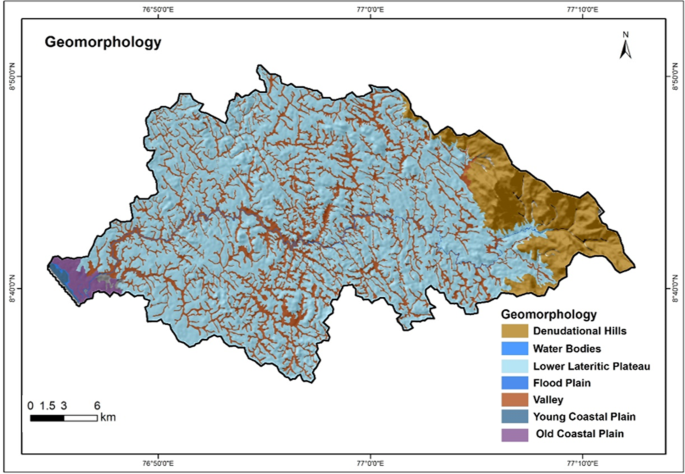 76°50'0"E 77°0'0"E 77°10'0"E
Geomorphology
N
8°50'0"N 8°50'0"N
8°40'0"N 8°40'0"N
Geomorphology
Denudational Hills
Water Bodies
Lower Lateritic Plateau
Flood Plain
Valley
Young Coastal Plain
Old Coastal Plain
0 1.5 3 6
km
76°50'0"E 77°0'0"E 77°10'0"E